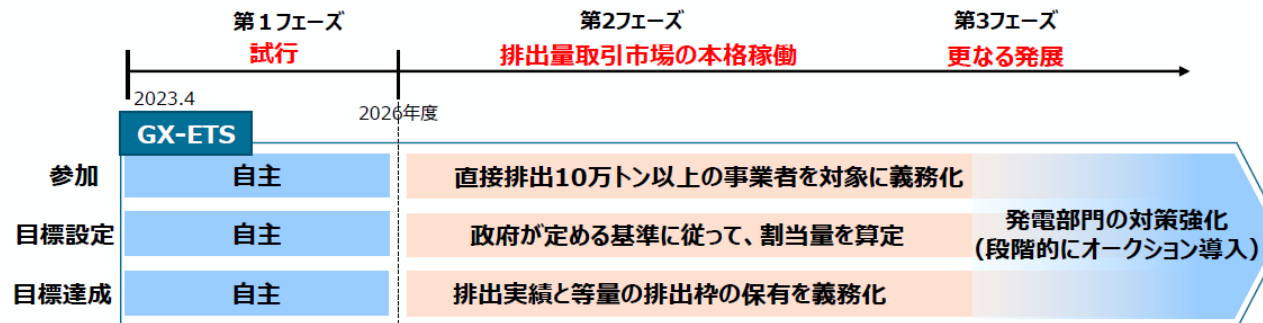 第1フェーズ 第2フェーズ 第3フェーズ
試行 排出量取引市場の本格稼働 更なる発展
2023.4
2026年度
GX-ETS
参加 自主 直接排出10万トン以上の事業者を対象に義務化
目標設定 自主 政府が定める基準に従って、割当量を算定
発電部門の対策強化
(段階的にオークション導入)
目標達成 自主 排出実績と等量の排出枠の保有を義務化